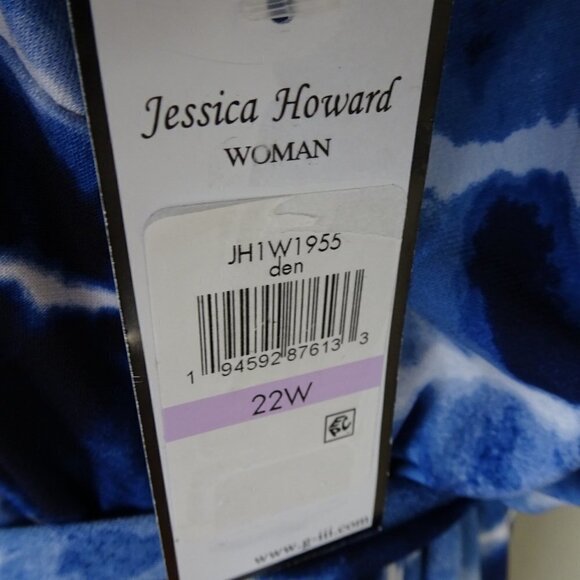 Jessica Howard
WOMAN
JH1W1955
den
1 94592 87613 3
22W
www.g-iii.com